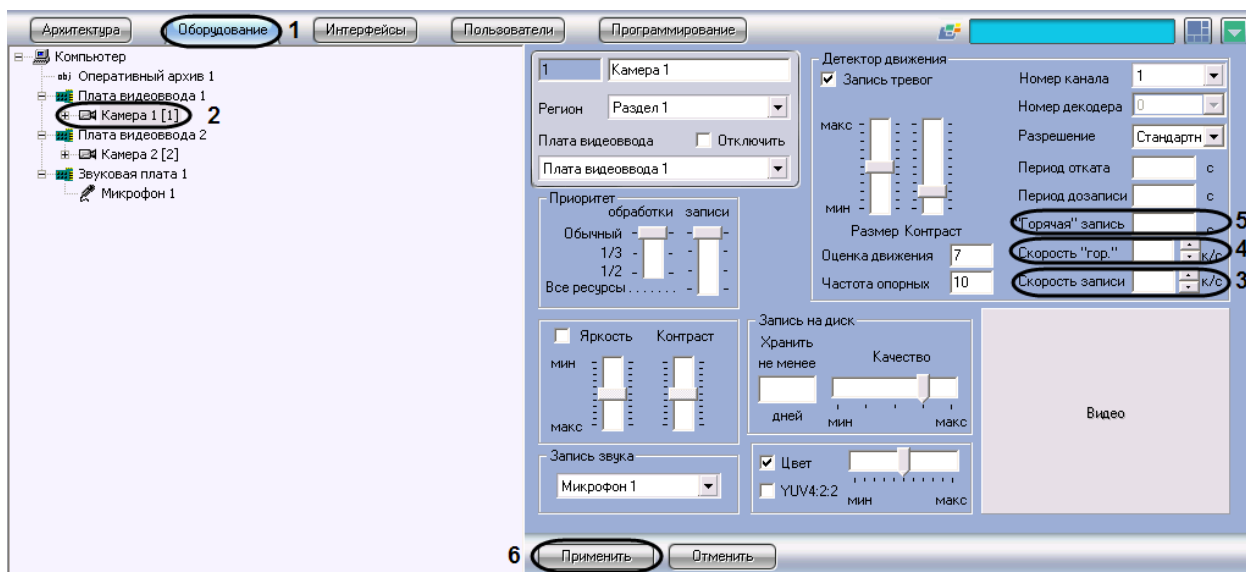 Архитектура Оборудование 1 Интерфейсы Пользователи Программирование
Компьютер
Оперативный архив 1
Плата видеоввода 1
Камера 1 [1] 2
Плата видеоввода 2
Камера 2 [2]
Звуковая плата 1
Микрофон 1
1 Камера 1
Регион Раздел 1
Плата видеоввода Отключить
Плата видеоввода 1
Приоритет
обработки записи
Обычный
1/3
1/2
Все ресурсы.......
Яркость Контраст
мин
макс
Запись звука
Микрофон 1
Детектор движения
Запись тревог
макс
мин
Размер Контраст
Оценка движения 7
Частота опорных 10
Номер канала 1
Номер декодера 0
Разрешение Стандартн
Период отката с
Период дозаписи с
"Горячая" запись с 5
Скорость "гор." к/с 4
Скорость записи к/с 3
Запись на диск
Хранить
не менее
дней
Качество
мин макс
Цвет
YUV4:2:2
мин макс
Видео
6 Применить Отменить